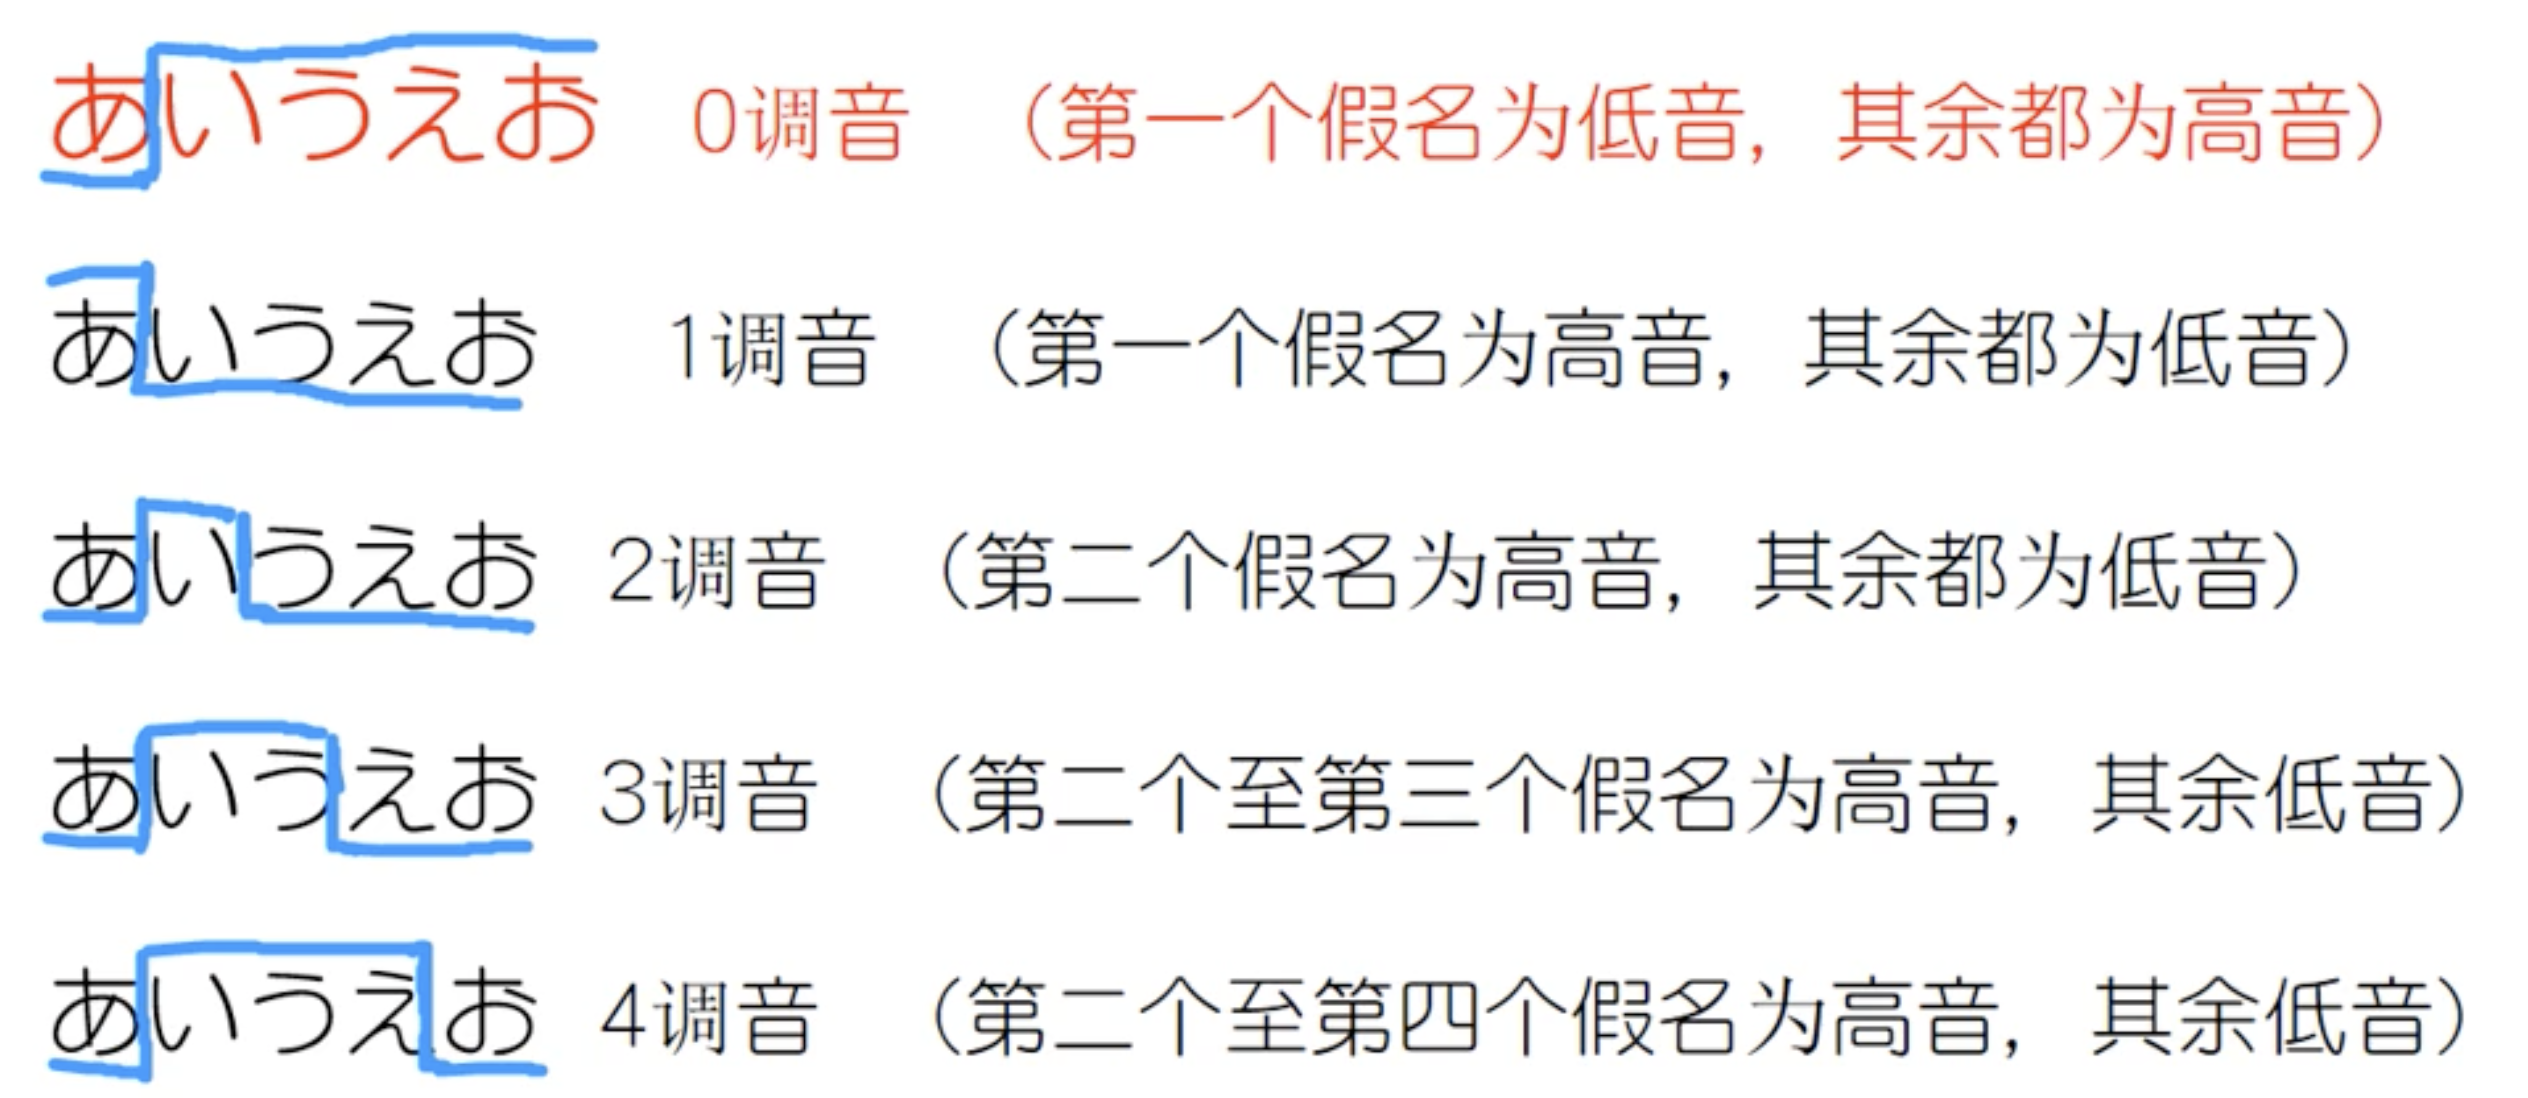 あいうえお 0调音 （第一个假名为低音，其余都为高音）
あいうえお 1调音 （第一个假名为高音，其余都为低音）
あいうえお 2调音 （第二个假名为高音，其余都为低音）
あいうえお 3调音 （第二个至第三个假名为高音，其余低音）
あいうえお 4调音 （第二个至第四个假名为高音，其余低音）